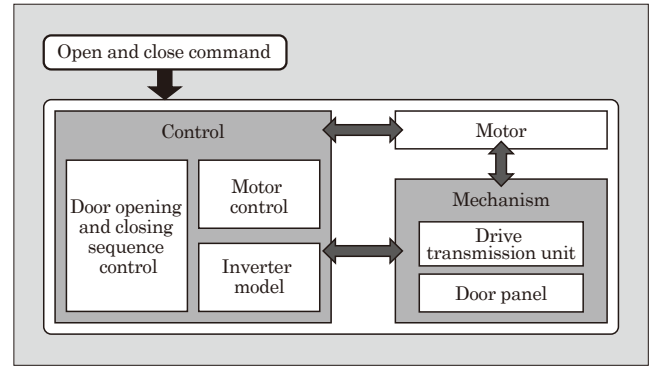 Open and close command
Control
Door opening
and closing
sequence
control
Motor
control
Inverter
model
Motor
Mechanism
Drive
transmission unit
Door panel